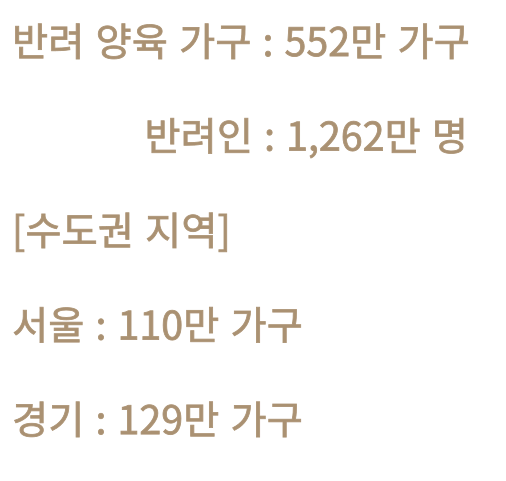 반려 양육 가구 : 552만 가구
반려인 : 1,262만 명
[수도권 지역]
서울 : 110만 가구
경기 : 129만 가구